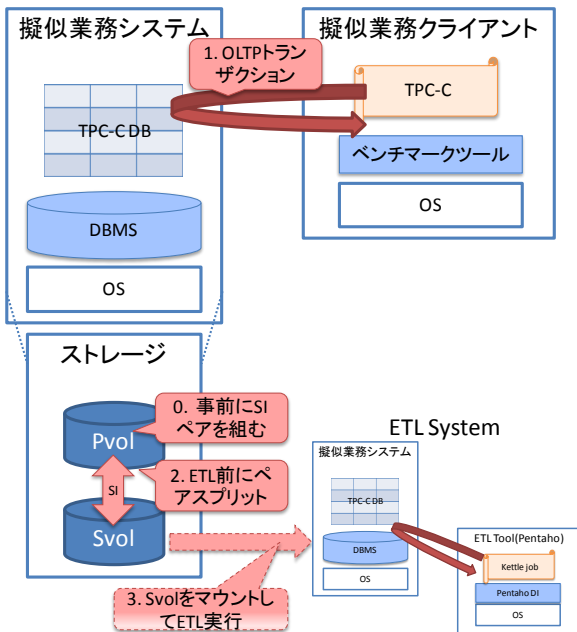 擬似業務システム
擬似業務クライアント
1. OLTPトラン
ザクション
TPC-C DB
TPC-C
ベンチマークツール
DBMS
OS
OS
ストレージ
0. 事前にSI
ペアを組む
Pvol
SI
2. ETL前にペ
アスプリット
Svol
3. Svolをマウントし
てETL実行
ETL System
擬似業務システム
TPC-C DB
DBMS
OS
ETL Tool(Pentaho)
Kettle job
Pentaho DI
OS